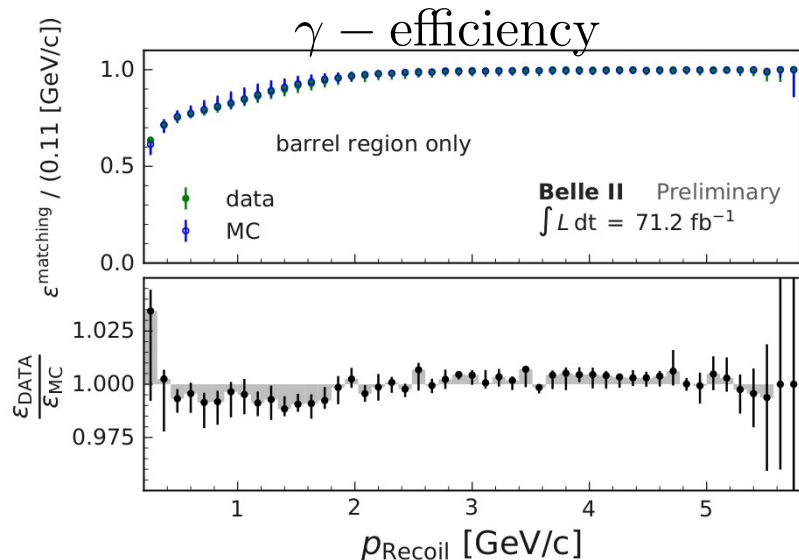 γ − efficiency
ε^matching / (0.11 [GeV/c])
1.0
0.5
0.0
barrel region only
data
MC
Belle II Preliminary
∫ L dt = 71.2 fb⁻¹
ε_DATA
ε_MC
1.025
1.000
0.975
1 2 3 4 5
p_Recoil [GeV/c]